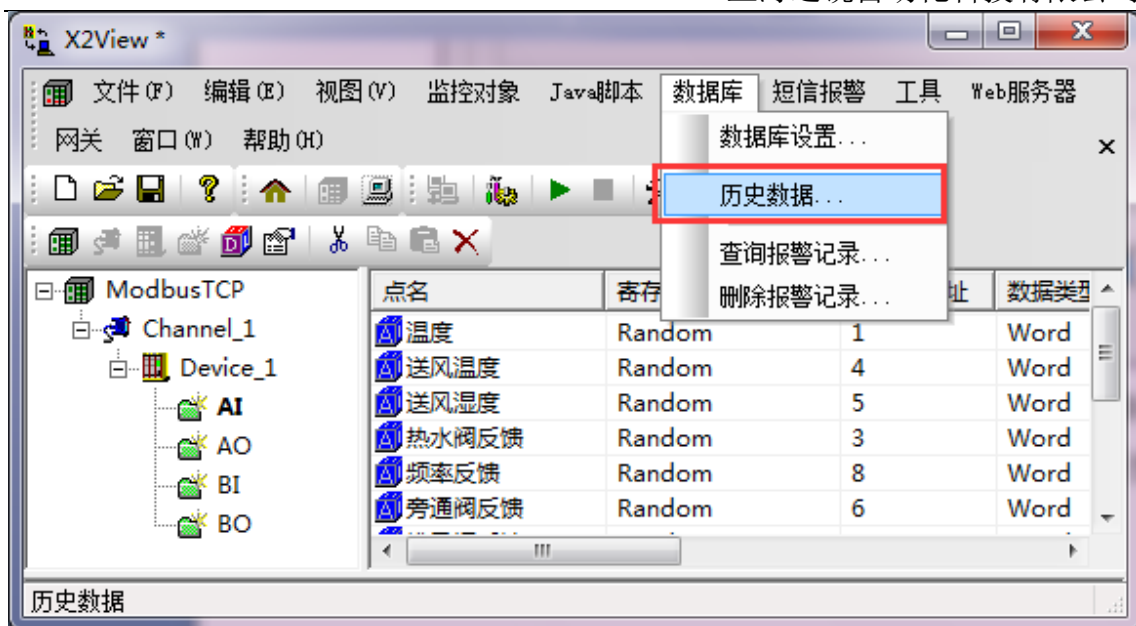 X2View *
文件(F) 编辑(E) 视图(V) 监控对象 Java脚本 数据库 短信报警 工具 Web服务器
网关 窗口(W) 帮助(H)
数据库设置...
历史数据...
查询报警记录...
删除报警记录...
ModbusTCP
Channel_1
Device_1
AI
AO
BI
BO
点名 寄存 址 数据类型
温度 Random 1 Word
送风温度 Random 4 Word
送风湿度 Random 5 Word
热水阀反馈 Random 3 Word
频率反馈 Random 8 Word
旁通阀反馈 Random 6 Word
历史数据